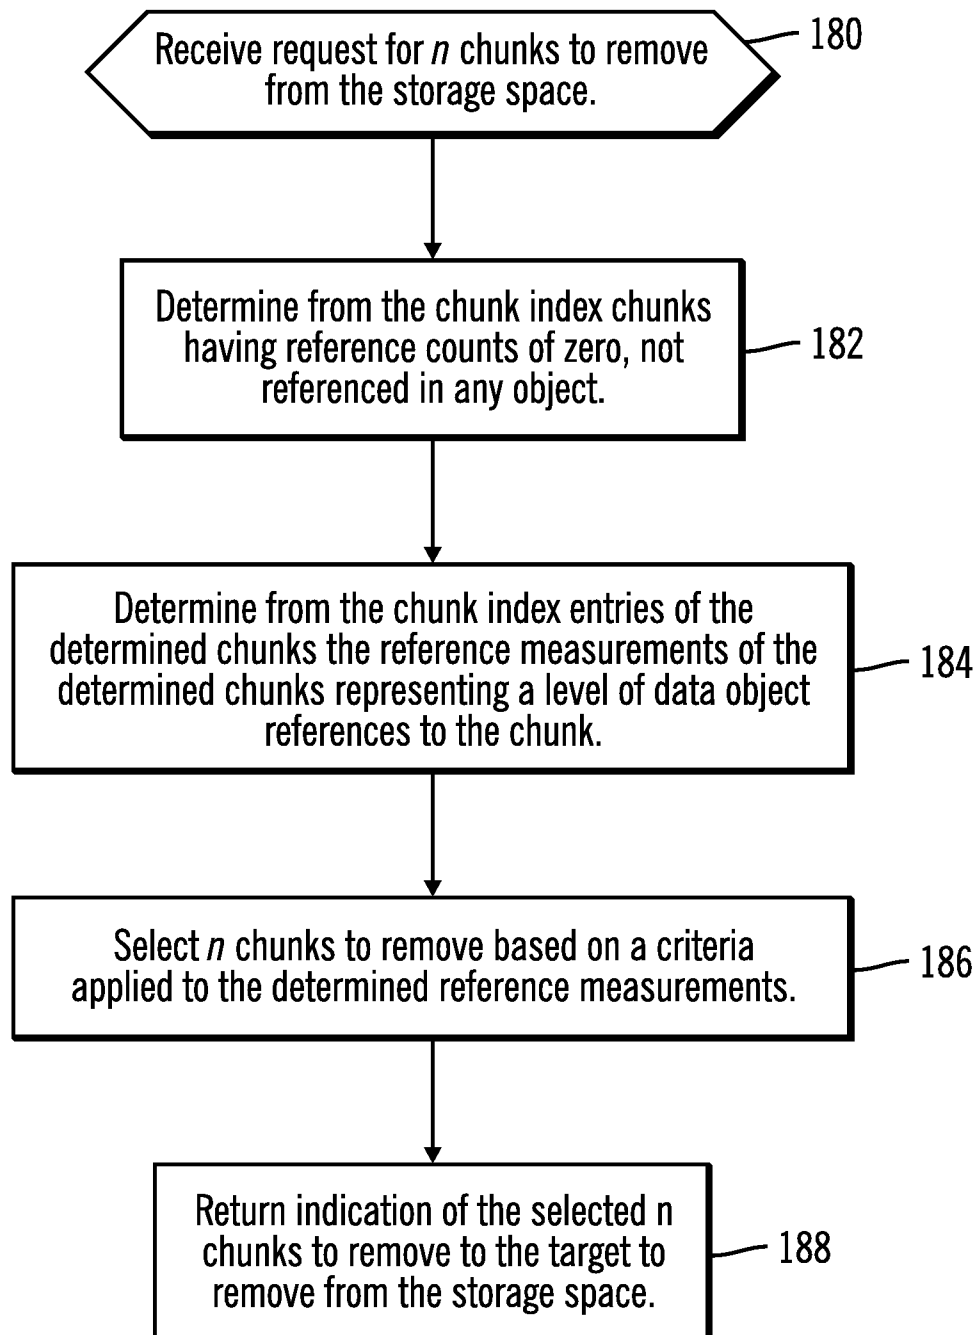 Receive request for n chunks to remove
from the storage space.
180
Determine from the chunk index chunks
having reference counts of zero, not
referenced in any object.
182
Determine from the chunk index entries of the
determined chunks the reference measurements of the
determined chunks representing a level of data object
references to the chunk.
184
Select n chunks to remove based on a criteria
applied to the determined reference measurements.
186
Return indication of the selected n
chunks to remove to the target to
remove from the storage space.
188